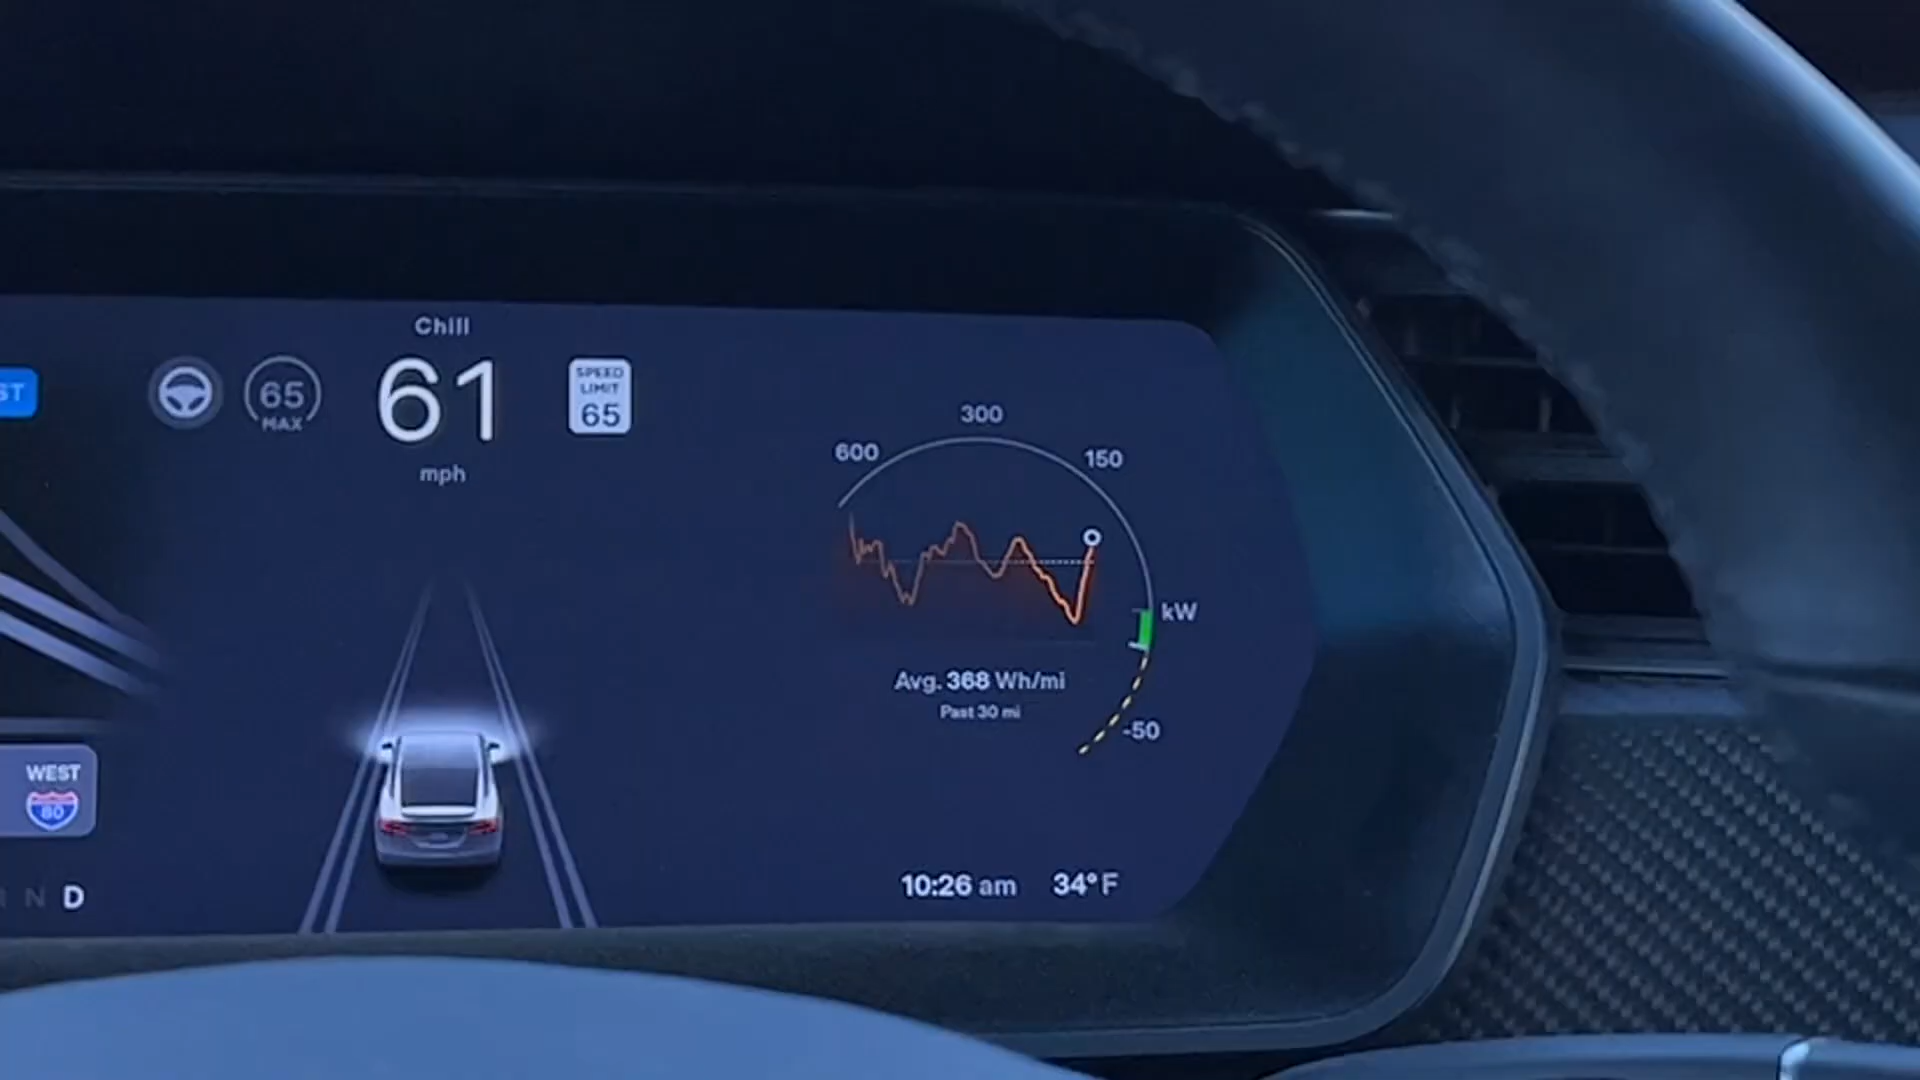 Chill
ST
65
MAX
61
mph
SPEED
LIMIT
65
300
600
150
kW
Avg. 368 Wh/mi
Past 30 mi
-50
WEST
80
N D
10:26 am
34°F